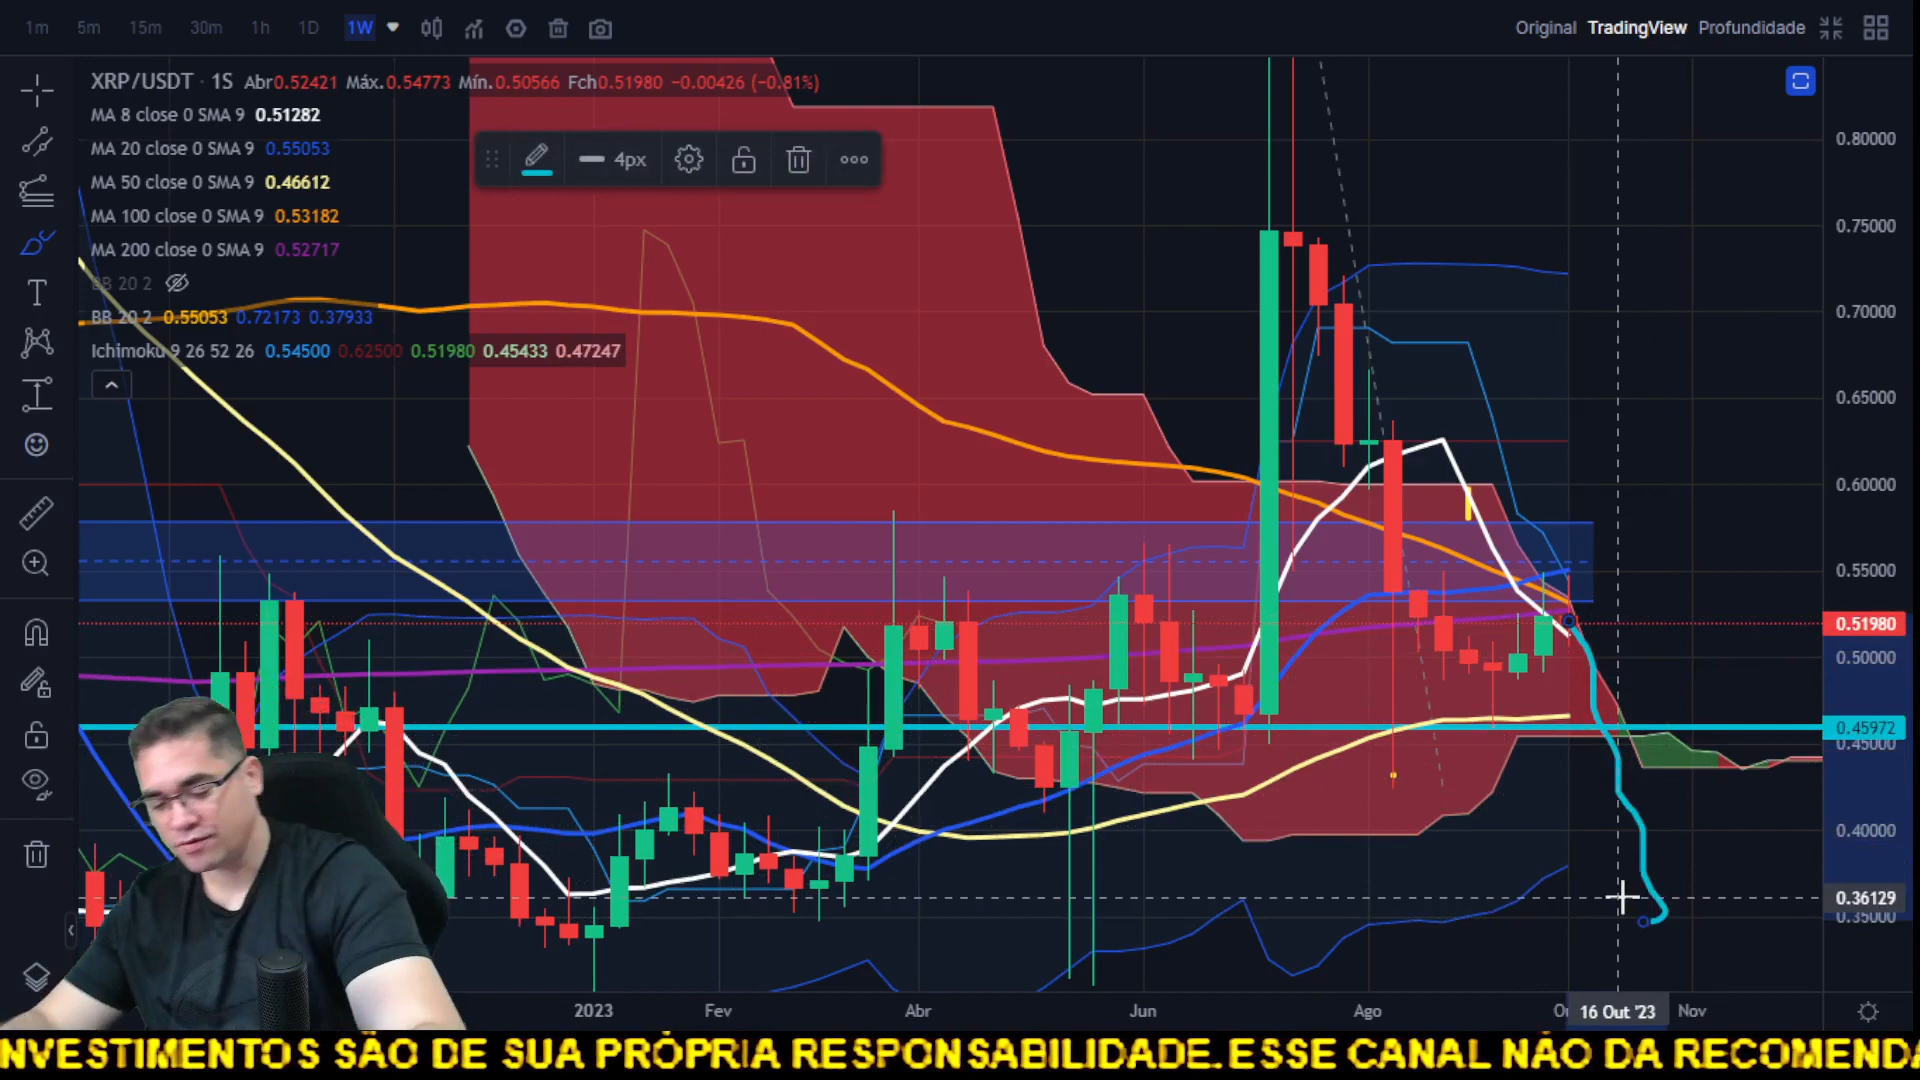 1m 5m 15m 30m 1h 1D 1W Original TradingView Profundidade
XRP/USDT · 1S Abr0.52421 Máx.0.54773 Mín.0.50566 Fch0.51980 −0.00426 (−0.81%)
MA 8 close 0 SMA 9 0.51282
MA 20 close 0 SMA 9 0.55053
4px
MA 50 close 0 SMA 9 0.46612
MA 100 close 0 SMA 9 0.53182
MA 200 close 0 SMA 9 0.52717
BB 20 2
BB 20 2 0.55053 0.72173 0.37933
Ichimoku 9 26 52 26 0.54500 0.62500 0.51980 0.45433 0.47247
0.80000
0.75000
0.70000
0.65000
0.60000
0.55000
0.51980
0.50000
0.45972
0.45000
0.40000
0.36129
0.35000
2023 Fev Abr Jun Ago 16 Out '23 Nov
NVESTIMENTOS SÃO DE SUA PRÓPRIA RESPONSABILIDADE.ESSE CANAL NÃO DA RECOMENDA